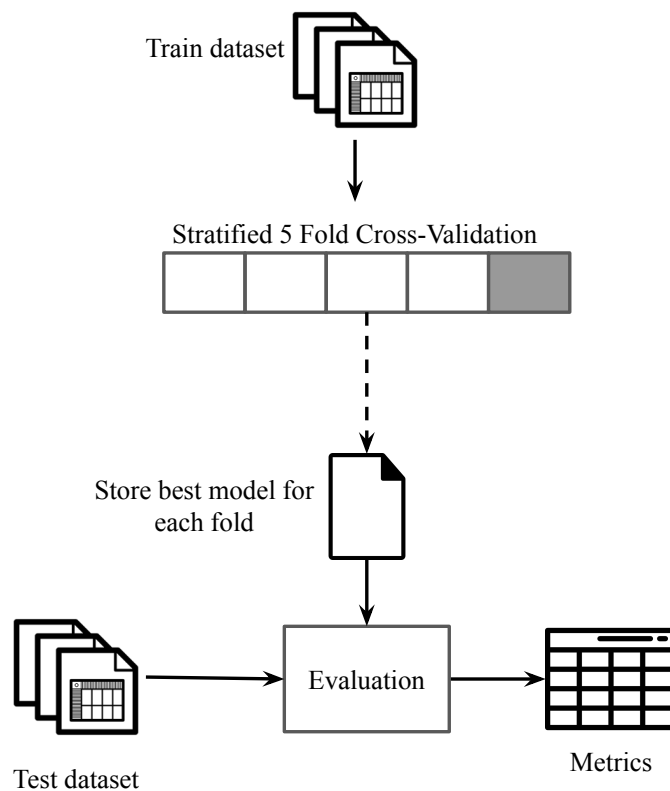 Train dataset
Stratified 5 Fold Cross-Validation
Store best model for
each fold
Evaluation
Test dataset
Metrics